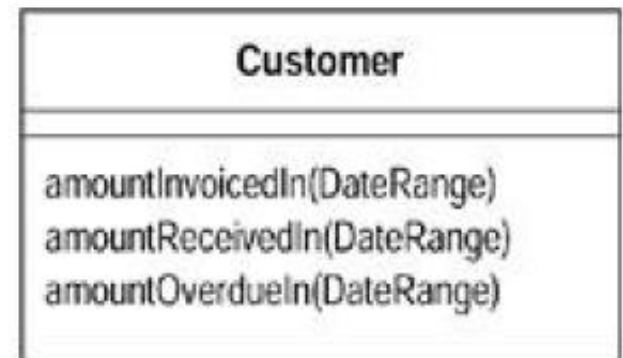 Customer
amountInvoicedIn(DateRange)
amountReceivedIn(DateRange)
amountOverdueIn(DateRange)